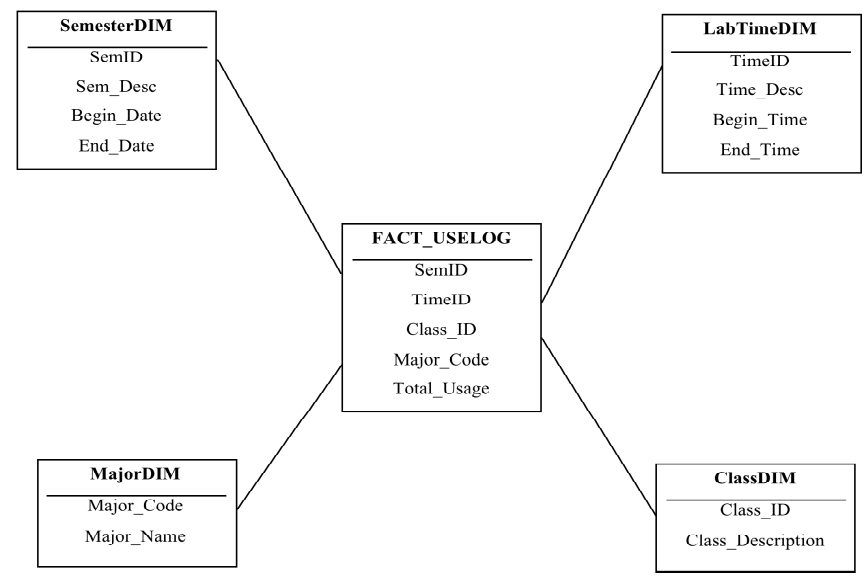 SemesterDIM
SemID
Sem_Desc
Begin_Date
End_Date
LabTimeDIM
TimeID
Time_Desc
Begin_Time
End_Time
FACT_USELOG
SemID
TimeID
Class_ID
Major_Code
Total_Usage
MajorDIM
Major_Code
Major_Name
ClassDIM
Class_ID
Class_Description